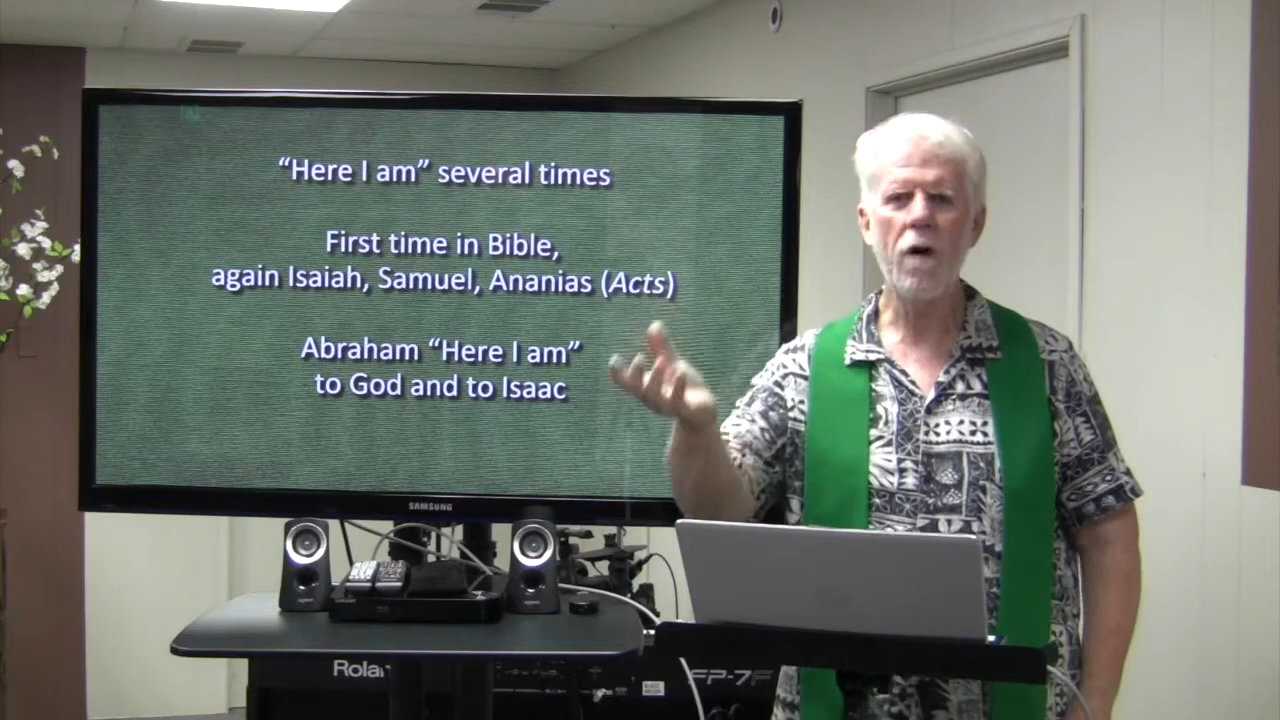 “Here I am” several times
First time in Bible,
again Isaiah, Samuel, Ananias (Acts)
Abraham “Here I am”
to God and to Isaac
SAMSUNG
Rolan
FP-7F